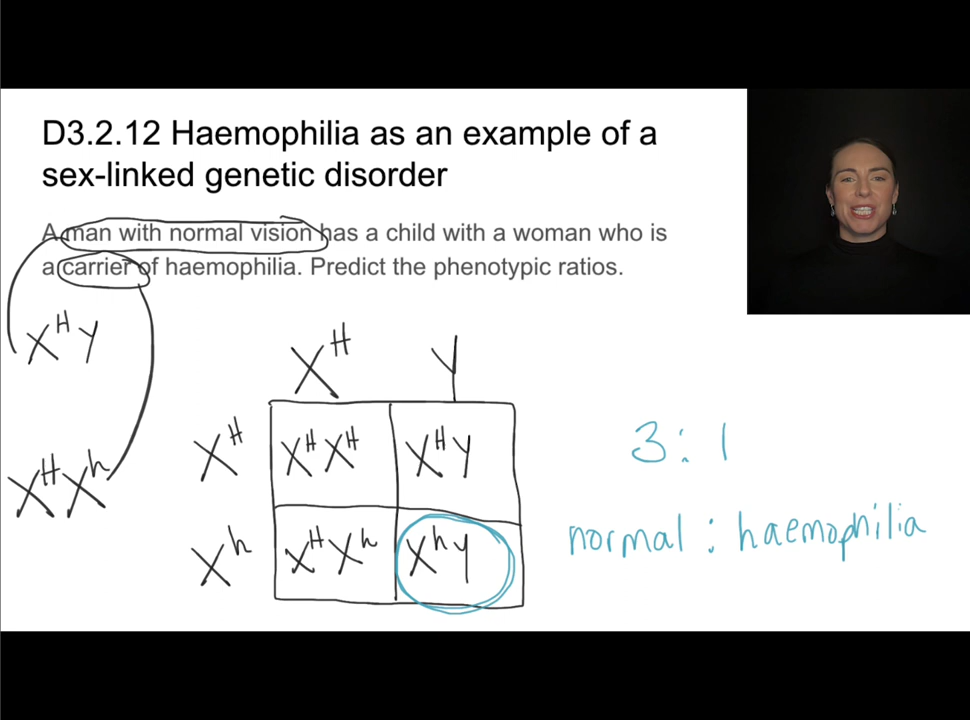 D3.2.12 Haemophilia as an example of a
sex-linked genetic disorder
A man with normal vision has a child with a woman who is
a carrier of haemophilia. Predict the phenotypic ratios.
X^H Y
X^H X^h
X^H Y
X^H X^H X^H X^H Y
X^h X^H X^h X^h Y
3 : 1
normal : haemophilia